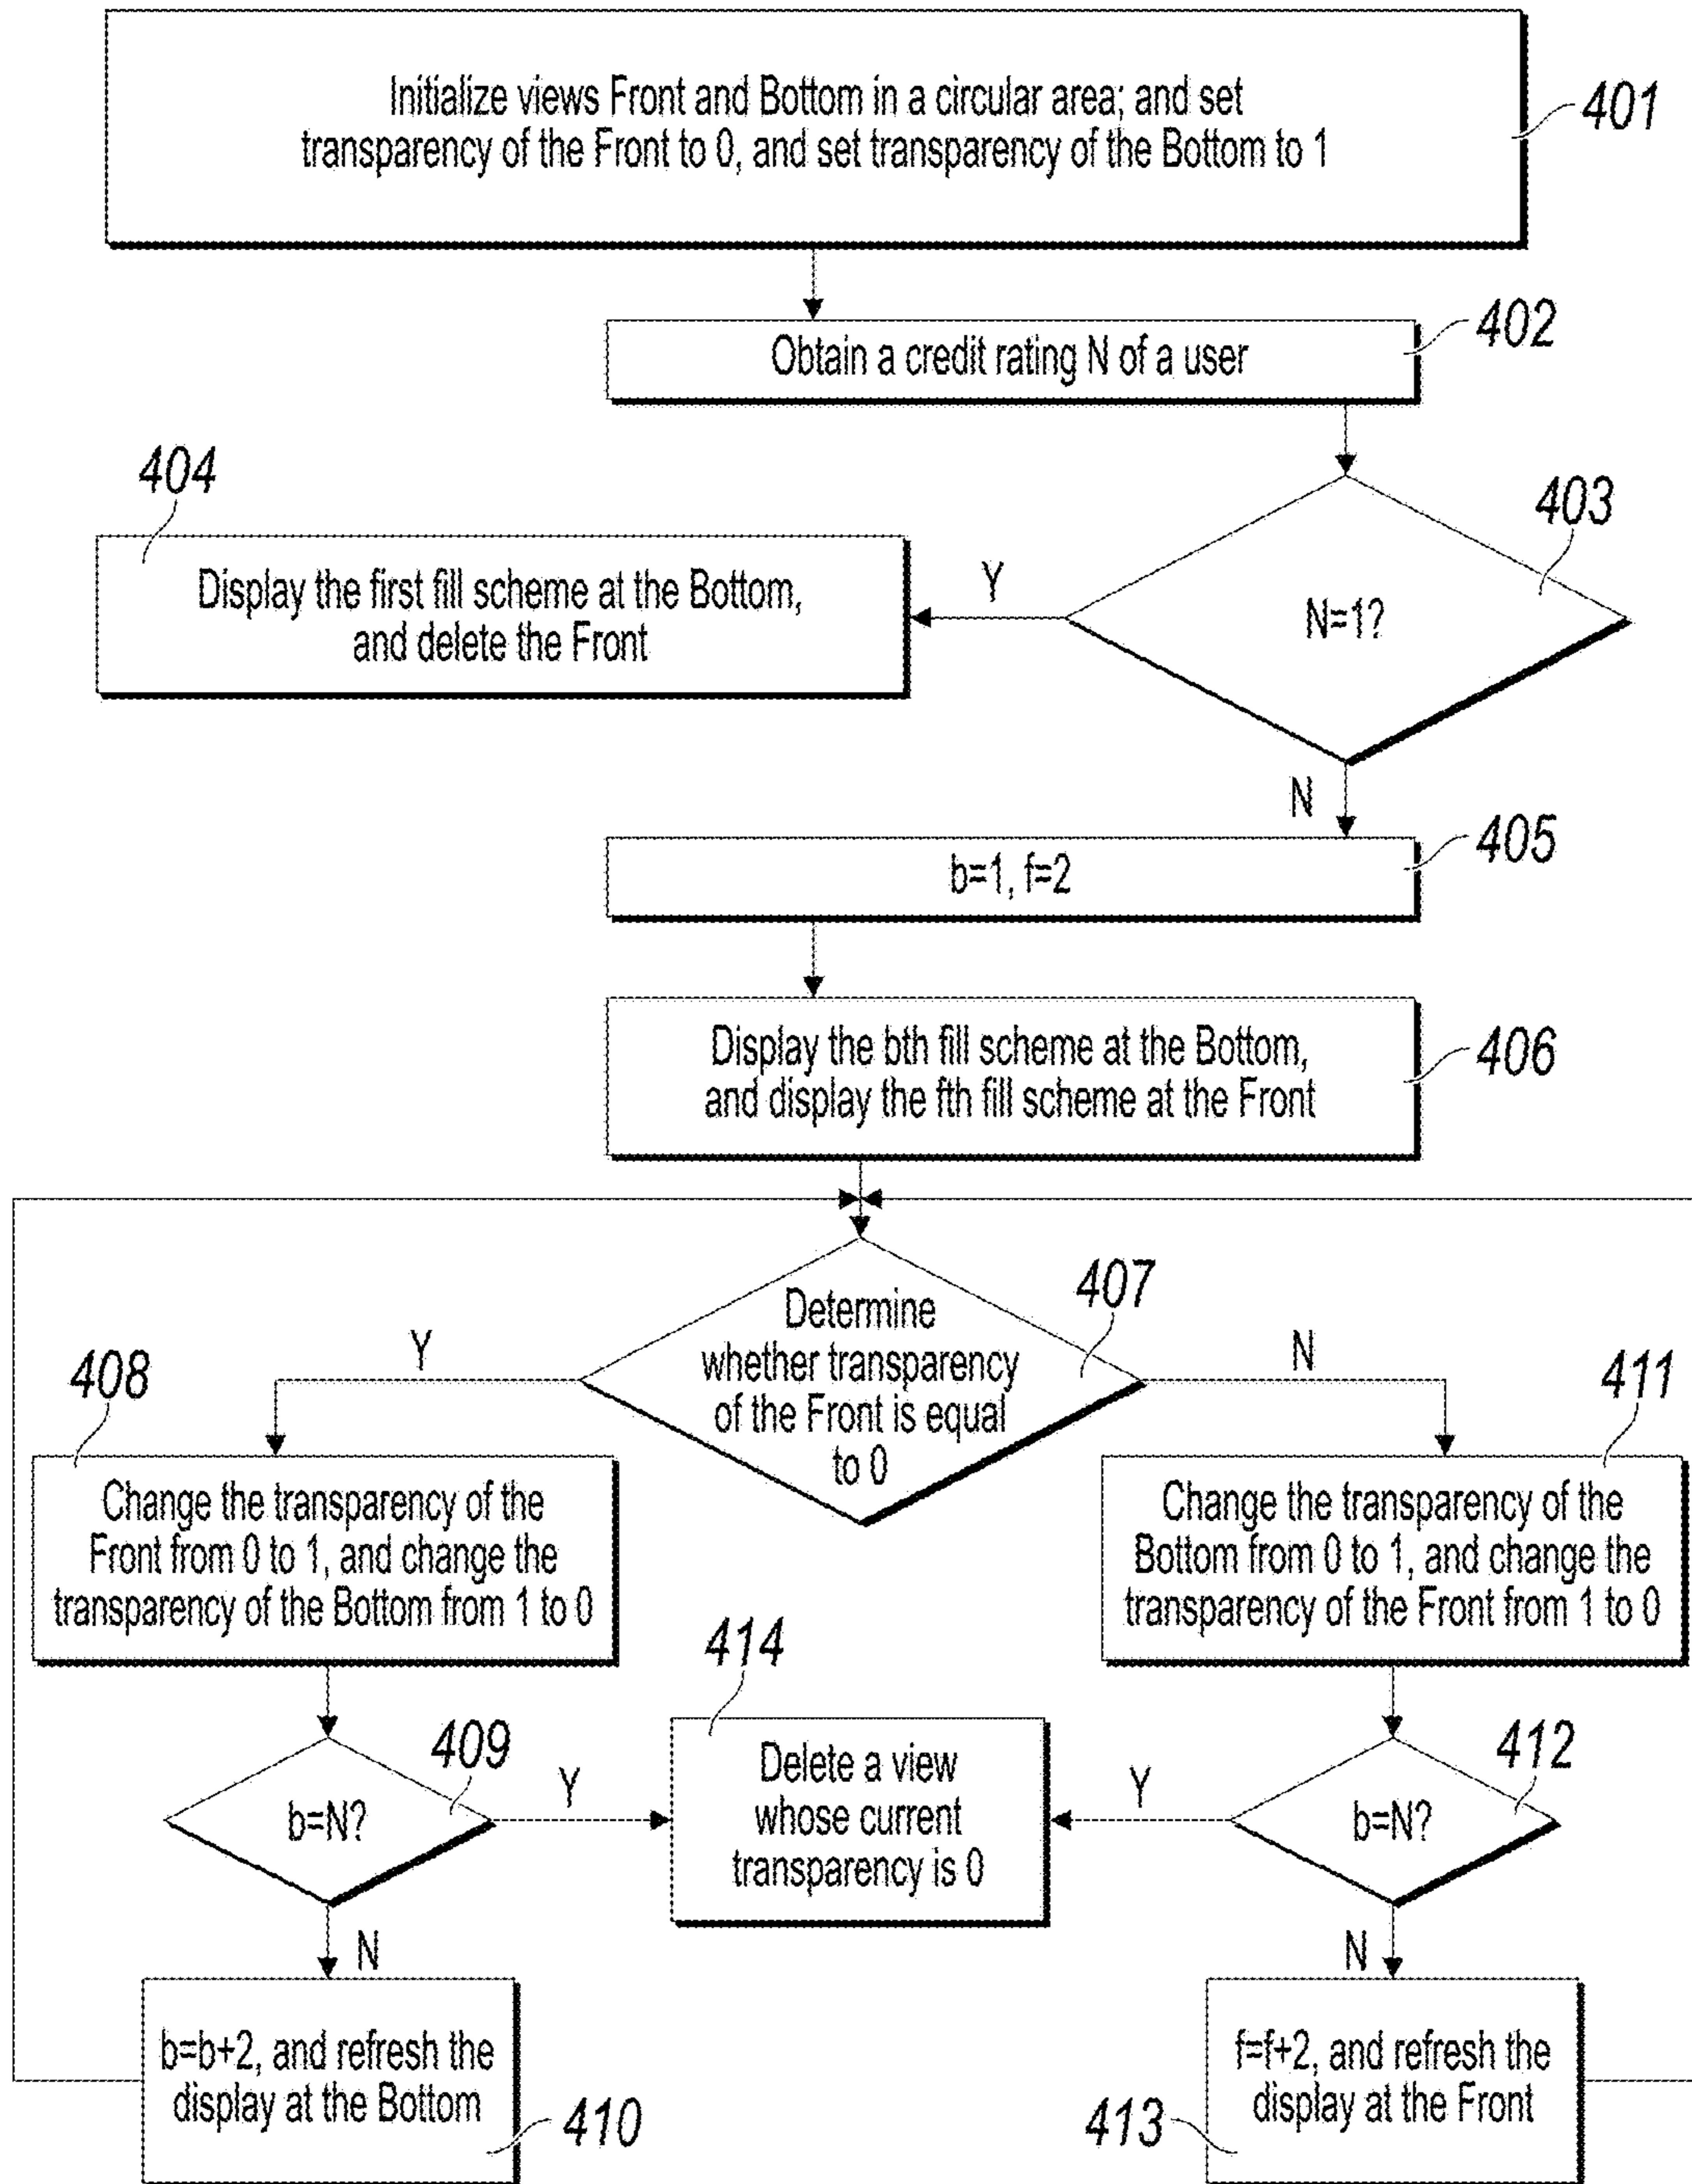 Initialize views Front and Bottom in a circular area; and set
transparency of the Front to 0, and set transparency of the Bottom to 1
401
402
Obtain a credit rating N of a user
404
403
Display the first fill scheme at the Bottom,
and delete the Front
Y
N=1?
N
405
b=1, f=2
Display the bth fill scheme at the Bottom,
and display the fth fill scheme at the Front
406
407
Determine
whether transparency
of the Front is equal
to 0
Y
N
408
411
Change the transparency of the
Front from 0 to 1, and change the
transparency of the Bottom from 1 to 0
Change the transparency of the
Bottom from 0 to 1, and change the
transparency of the Front from 1 to 0
414
409
b=N?
Y
Delete a view
whose current
transparency is 0
Y
412
b=N?
N
N
b=b+2, and refresh the
display at the Bottom
410
f=f+2, and refresh the
display at the Front
413